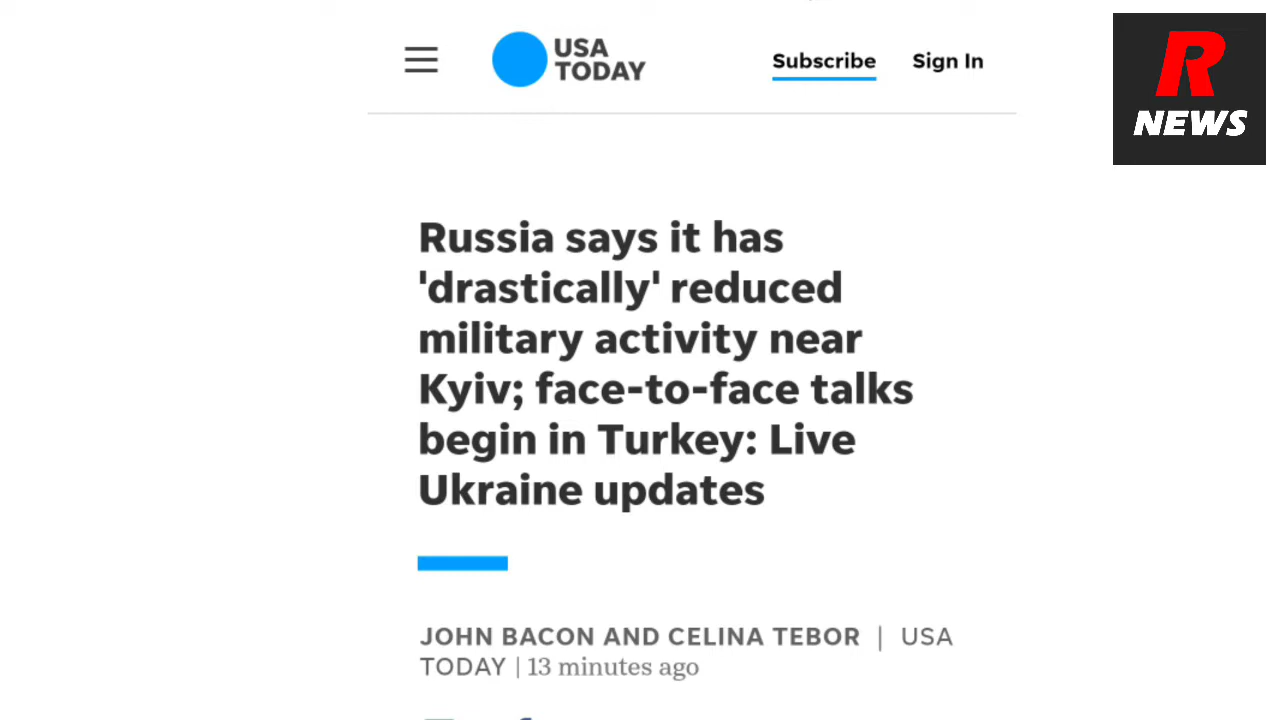 USA
TODAY
Subscribe
Sign In
R
NEWS
Russia says it has
'drastically' reduced
military activity near
Kyiv; face-to-face talks
begin in Turkey: Live
Ukraine updates
JOHN BACON AND CELINA TEBOR | USA
TODAY | 13 minutes ago